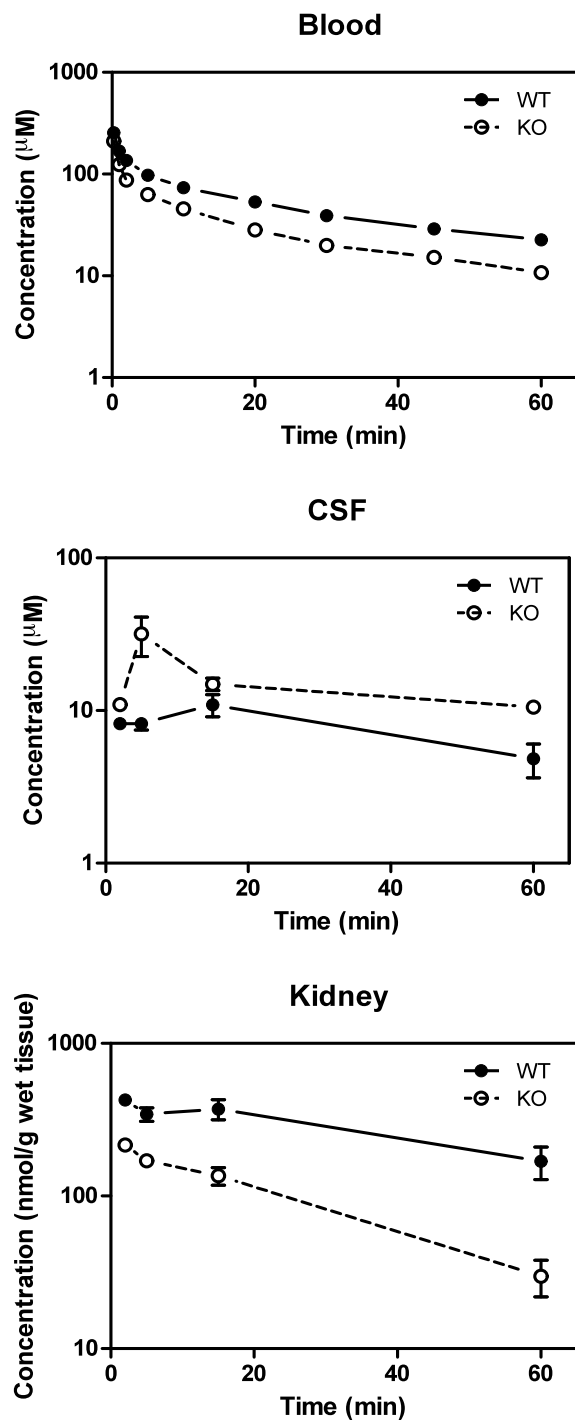 Blood
1000
100
10
1
Concentration (μM)
WT
KO
0
20
40
60
Time (min)
CSF
100
10
1
Concentration (μM)
WT
KO
0
20
40
60
Time (min)
Kidney
1000
100
10
Concentration (nmol/g wet tissue)
WT
KO
0
20
40
60
Time (min)